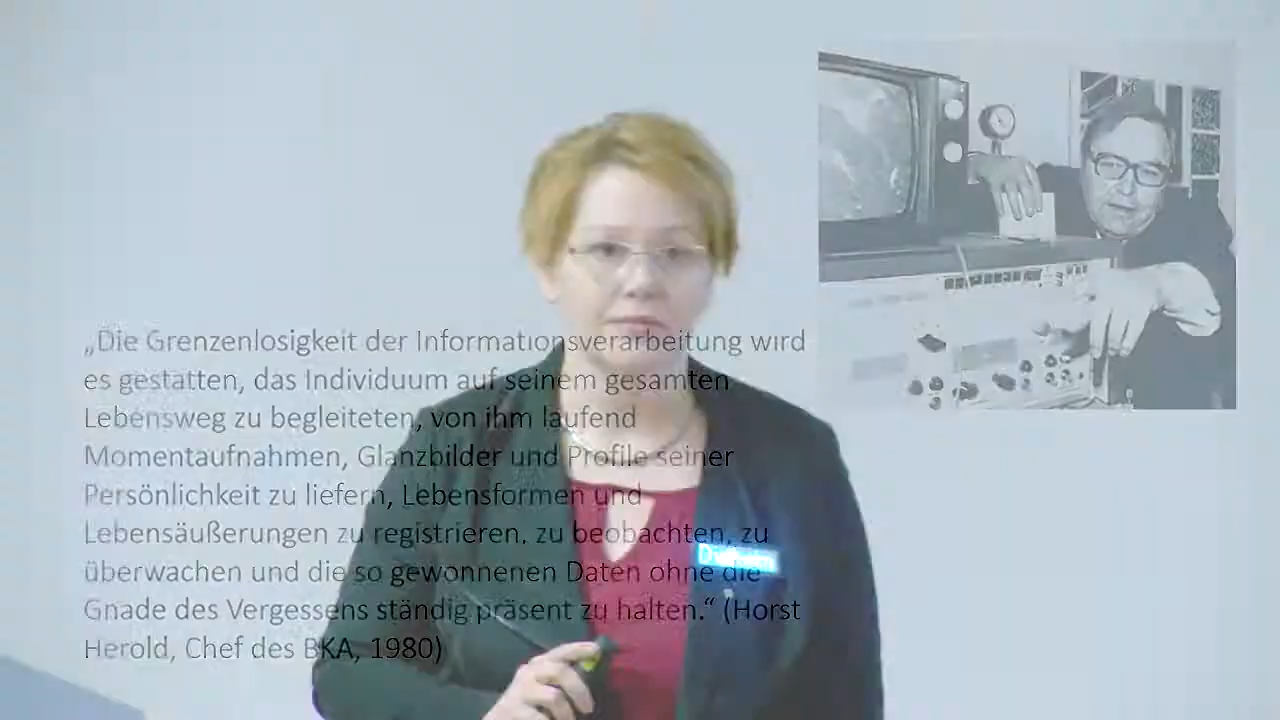 „Die Grenzenlosigkeit der Informationsverarbeitung wird
es gestatten, das Individuum auf seinem gesamten
Lebensweg zu begleiteten, von ihm laufend
Momentaufnahmen, Glanzbilder und Profile seiner
Persönlichkeit zu liefern, Lebensformen und
Lebensäußerungen zu registrieren, zu beobachten, zu
überwachen und die so gewonnenen Daten ohne die
Gnade des Vergessens ständig präsent zu halten.“ (Horst
Herold, Chef des BKA, 1980)